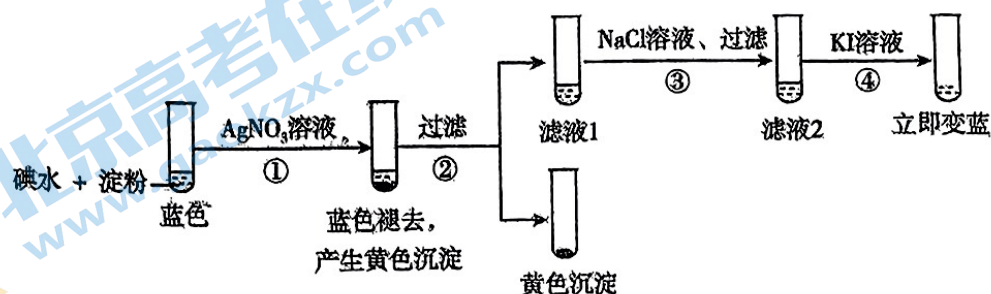 北京高考在线
www.gaokzx.com
碘水 + 淀粉
蓝色
AgNO₃溶液
①
蓝色褪去，
产生黄色沉淀
过滤
②
滤液1
NaCl溶液、过滤
③
滤液2
KI溶液
④
立即变蓝
黄色沉淀